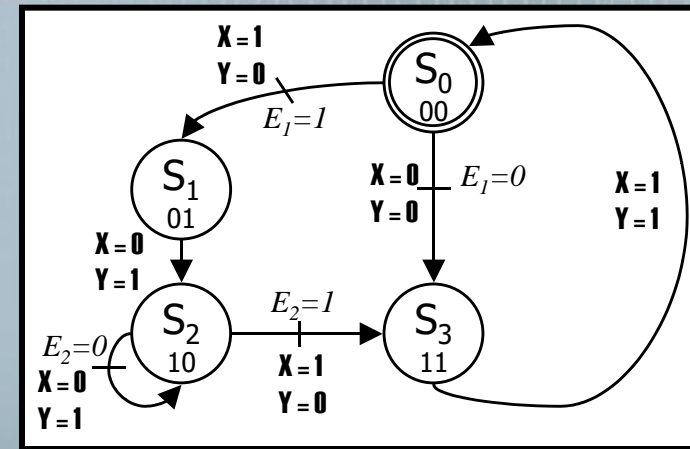 X = 1
Y = 0
E₁=1
S₀
00
X = 0
Y = 0
E₁=0
X = 1
Y = 1
S₁
01
X = 0
Y = 1
S₂
10
E₂=0
X = 0
Y = 1
E₂=1
X = 1
Y = 0
S₃
11